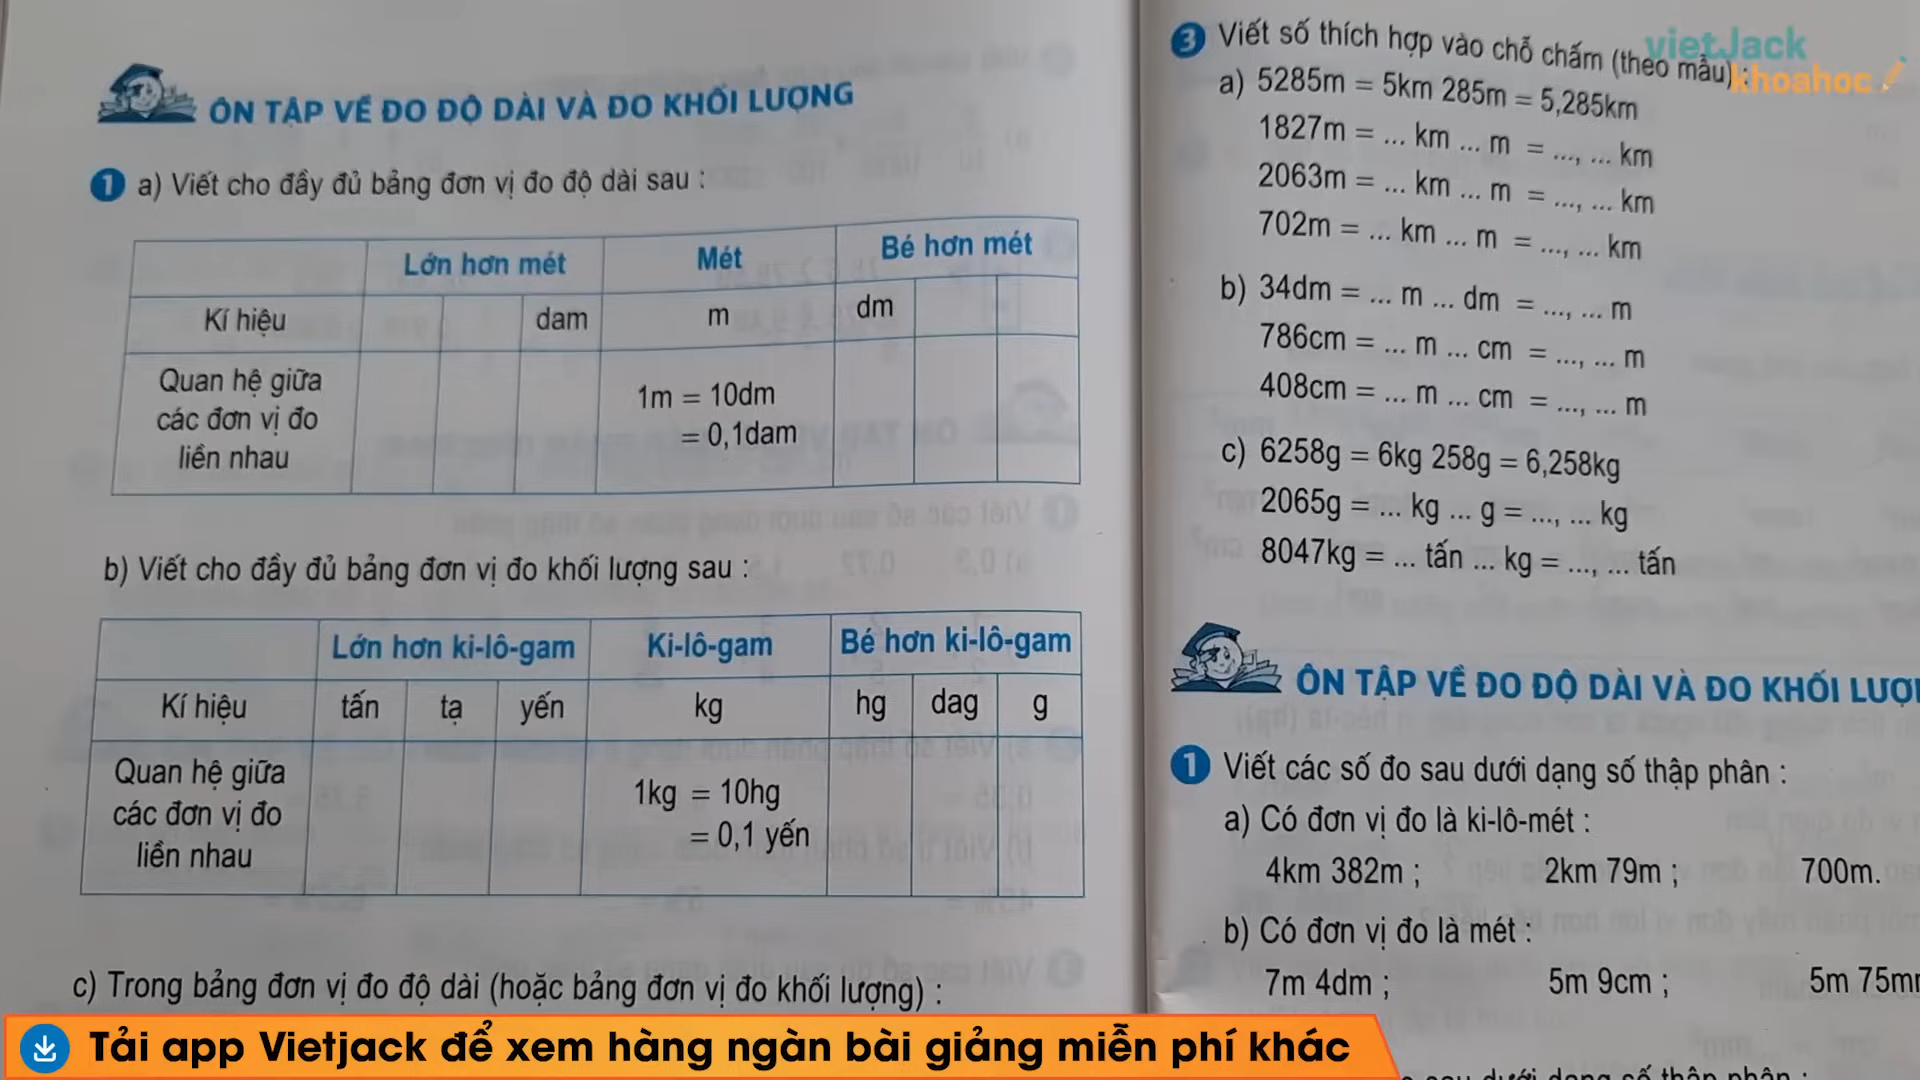 ÔN TẬP VỀ ĐO ĐỘ DÀI VÀ ĐO KHỐI LƯỢNG
1 a) Viết cho đầy đủ bảng đơn vị đo độ dài sau :
Lớn hơn mét Mét Bé hơn mét
Kí hiệu dam m dm
Quan hệ giữa
các đơn vị đo
liền nhau
1m = 10dm
= 0,1dam
b) Viết cho đầy đủ bảng đơn vị đo khối lượng sau :
Lớn hơn ki-lô-gam Ki-lô-gam Bé hơn ki-lô-gam
Kí hiệu tấn tạ yến kg hg dag g
Quan hệ giữa
các đơn vị đo
liền nhau
1kg = 10hg
= 0,1 yến
c) Trong bảng đơn vị đo độ dài (hoặc bảng đơn vị đo khối lượng) :
3 Viết số thích hợp vào chỗ chấm (theo mẫu) :
a) 5285m = 5km 285m = 5,285km
1827m = ... km ... m = ..., ... km
2063m = ... km ... m = ..., ... km
702m = ... km ... m = ..., ... km
b) 34dm = ... m ... dm = ..., ... m
786cm = ... m ... cm = ..., ... m
408cm = ... m ... cm = ..., ... m
c) 6258g = 6kg 258g = 6,258kg
2065g = ... kg ... g = ..., ... kg
8047kg = ... tấn ... kg = ..., ... tấn
ÔN TẬP VỀ ĐO ĐỘ DÀI VÀ ĐO KHỐI
1 Viết các số đo sau dưới dạng số thập phân :
a) Có đơn vị đo là ki-lô-mét :
4km 382m ; 2km 79m ; 700m.
b) Có đơn vị đo là mét :
7m 4dm ; 5m 9cm ; 5m
sau dưới dạng số thập phân :
vietJack
khoahoc
Tải app Vietjack để xem hàng ngàn bài giảng miễn phí khác